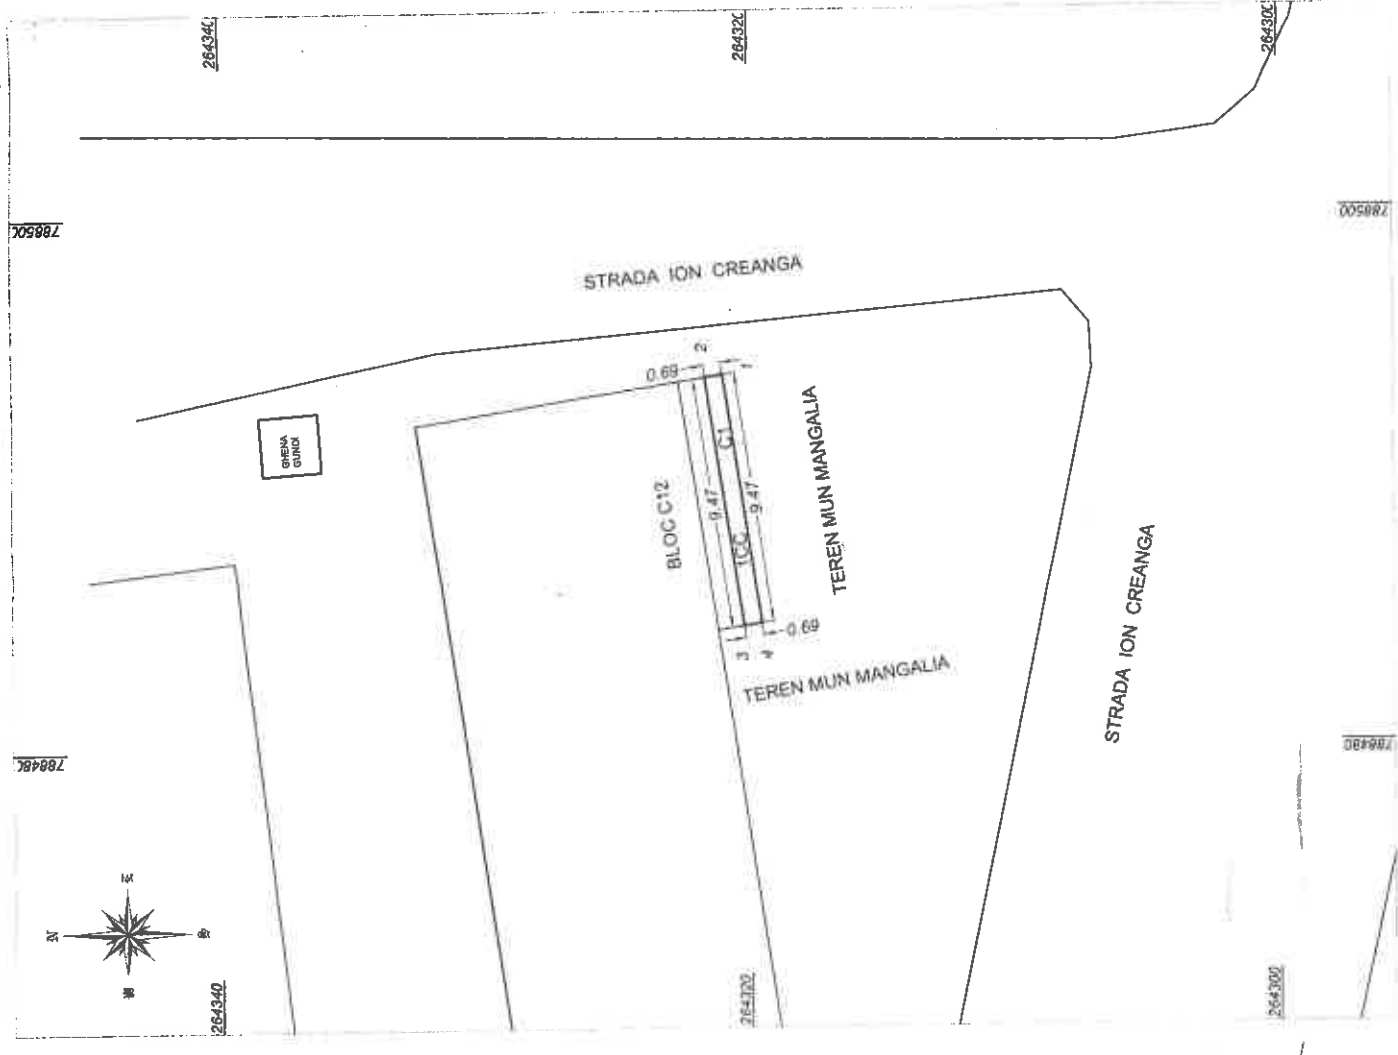 264340
264320
264300
788500
788500
STRADA ION CREANGA
2
0.69
1
GHENA
GUNOI
BLOC C12
9.47
C1
1CC
9.47
TEREN MUN MANGALIA
0.69
3
4
TEREN MUN MANGALIA
STRADA ION CREANGA
788480
788480
N
264340
264320
264300